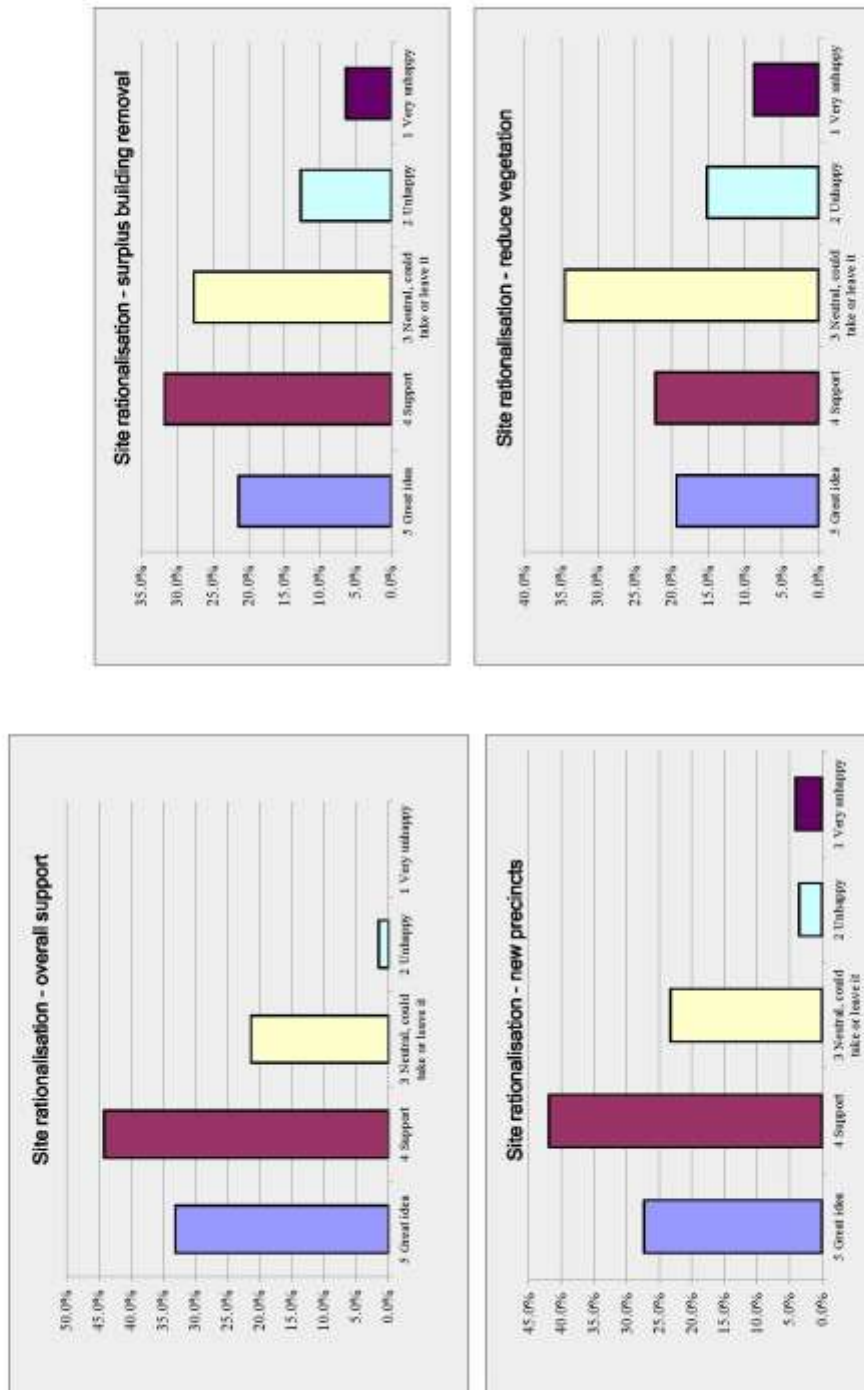 Site rationalisation - overall support
50.0%
45.0%
40.0%
35.0%
30.0%
25.0%
20.0%
15.0%
10.0%
5.0%
0.0%
5 Great idea
4 Support
3 Neutral, could
take or leave it
2 Unhappy
1 Very unhappy
Site rationalisation - surplus building removal
35.0%
30.0%
25.0%
20.0%
15.0%
10.0%
5.0%
0.0%
5 Great idea
4 Support
3 Neutral, could
take or leave it
2 Unhappy
1 Very unhappy
Site rationalisation - new precincts
45.0%
40.0%
35.0%
30.0%
25.0%
20.0%
15.0%
10.0%
5.0%
0.0%
5 Great idea
4 Support
3 Neutral, could
take or leave it
2 Unhappy
1 Very unhappy
Site rationalisation - reduce vegetation
40.0%
35.0%
30.0%
25.0%
20.0%
15.0%
10.0%
5.0%
0.0%
5 Great idea
4 Support
3 Neutral, could
take or leave it
2 Unhappy
1 Very unhappy